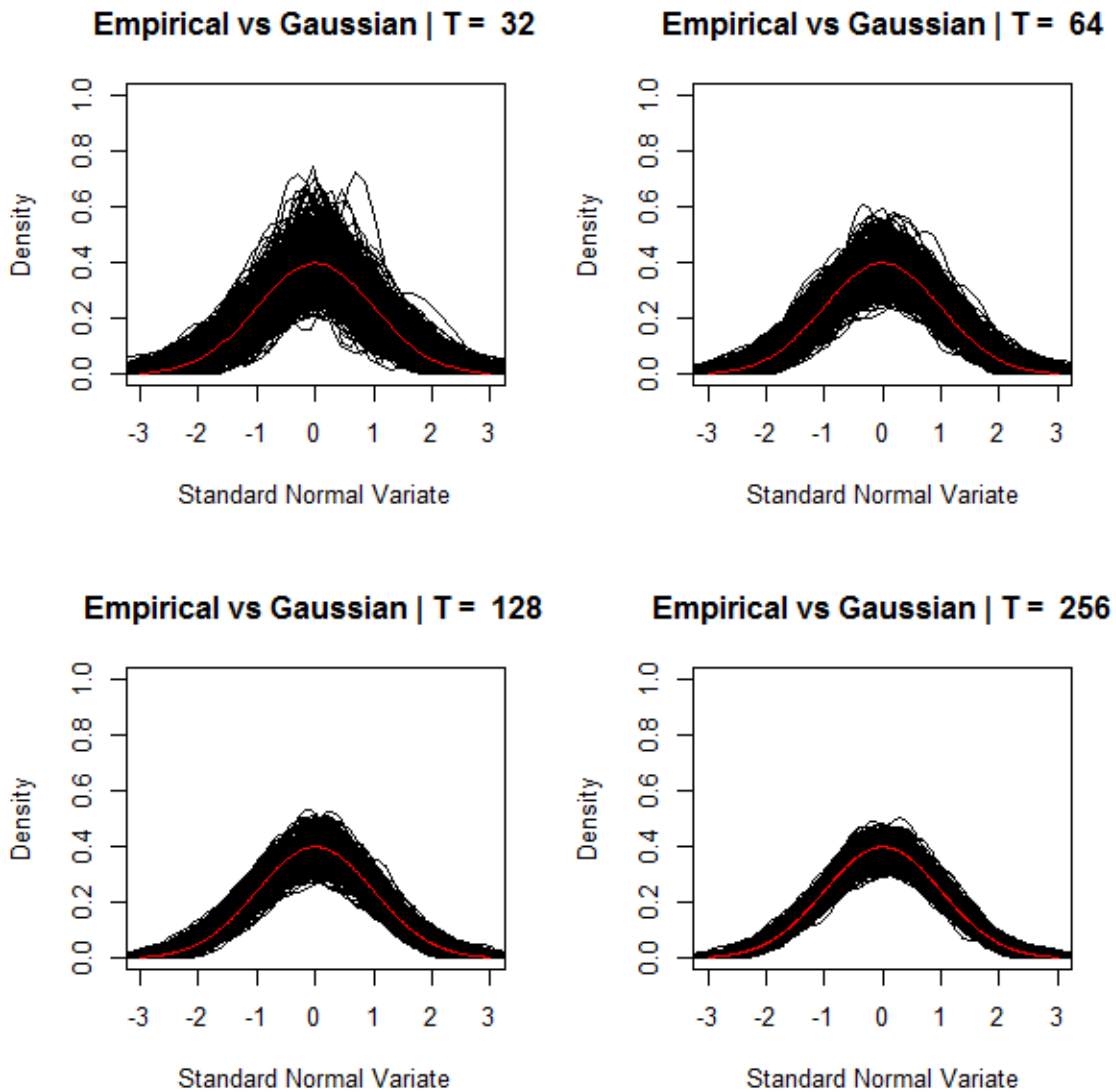 Empirical vs Gaussian | T =  32
1.0
0.8
0.6
0.4
0.2
0.0
Density
-3 -2 -1 0 1 2 3
Standard Normal Variate
Empirical vs Gaussian | T =  64
1.0
0.8
0.6
0.4
0.2
0.0
Density
-3 -2 -1 0 1 2 3
Standard Normal Variate
Empirical vs Gaussian | T =  128
1.0
0.8
0.6
0.4
0.2
0.0
Density
-3 -2 -1 0 1 2 3
Standard Normal Variate
Empirical vs Gaussian | T =  256
1.0
0.8
0.6
0.4
0.2
0.0
Density
-3 -2 -1 0 1 2 3
Standard Normal Variate